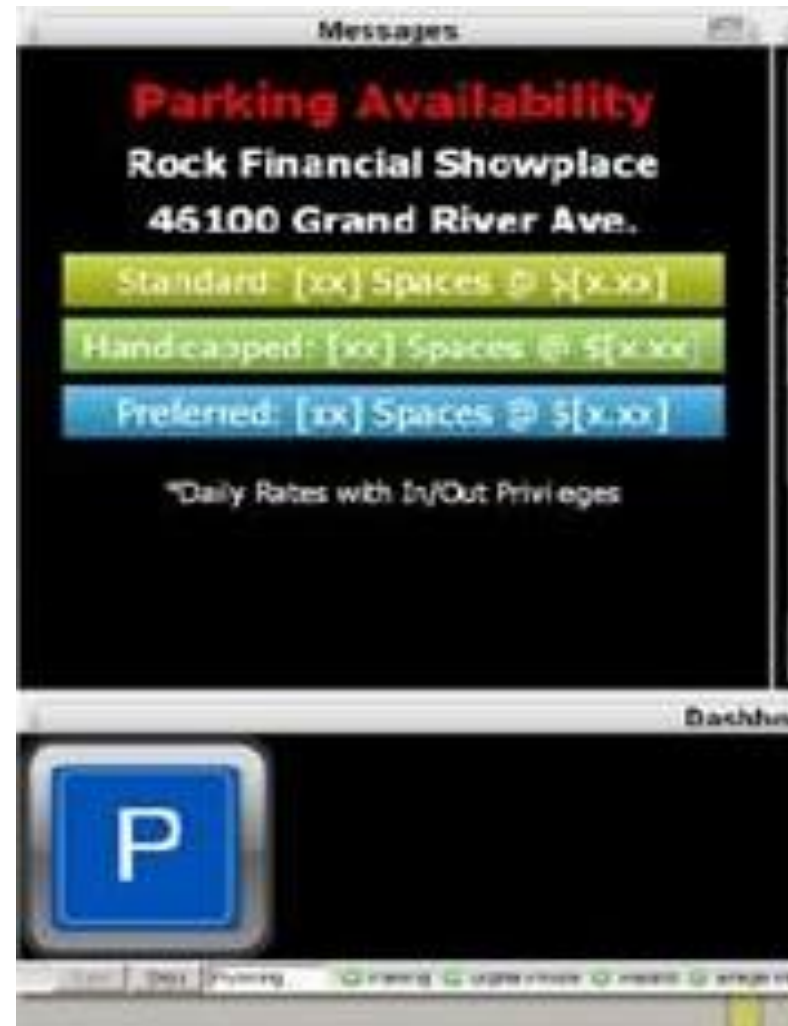 Messages
Parking Availability
Rock Financial Showplace
46100 Grand River Ave.
Standard: [xx] Spaces @ $[x.xx]
Handicapped: [xx] Spaces @ $[x.xx]
Preferred: [xx] Spaces @ $[x.xx]
*Daily Rates with In/Out Privileges
P